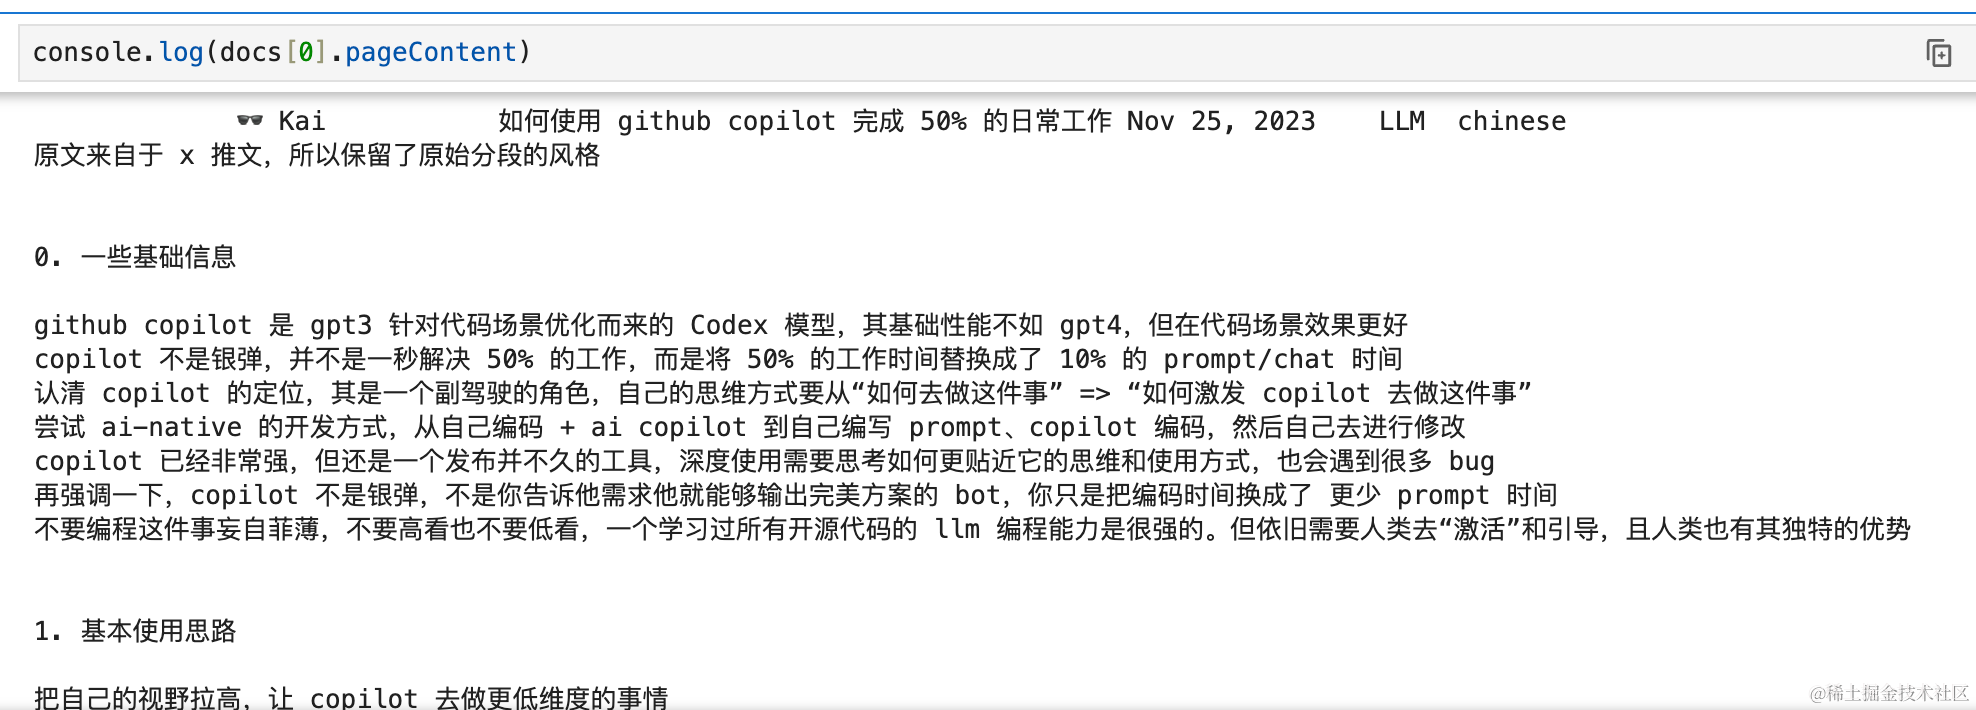 console.log(docs[0].pageContent)
🕶️ Kai 如何使用 github copilot 完成 50% 的日常工作 Nov 25, 2023 LLM chinese
原文来自于 x 推文，所以保留了原始分段的风格
0. 一些基础信息
github copilot 是 gpt3 针对代码场景优化而来的 Codex 模型，其基础性能不如 gpt4，但在代码场景效果更好
copilot 不是银弹，并不是一秒解决 50% 的工作，而是将 50% 的工作时间替换成了 10% 的 prompt/chat 时间
认清 copilot 的定位，其是一个副驾驶的角色，自己的思维方式要从“如何去做这件事” => “如何激发 copilot 去做这件事”
尝试 ai-native 的开发方式，从自己编码 + ai copilot 到自己编写 prompt、copilot 编码，然后自己去进行修改
copilot 已经非常强，但还是一个发布并不久的工具，深度使用需要思考如何更贴近它的思维和使用方式，也会遇到很多 bug
再强调一下，copilot 不是银弹，不是你告诉他需求他就能够输出完美方案的 bot，你只是把编码时间换成了 更少 prompt 时间
不要编程这件事妄自菲薄，不要高看也不要低看，一个学习过所有开源代码的 llm 编程能力是很强的。但依旧需要人类去“激活”和引导，且人类也有其独特的优势
1. 基本使用思路
把自己的视野拉高，让 copilot 去做更低维度的事情
@稀土掘金技术社区